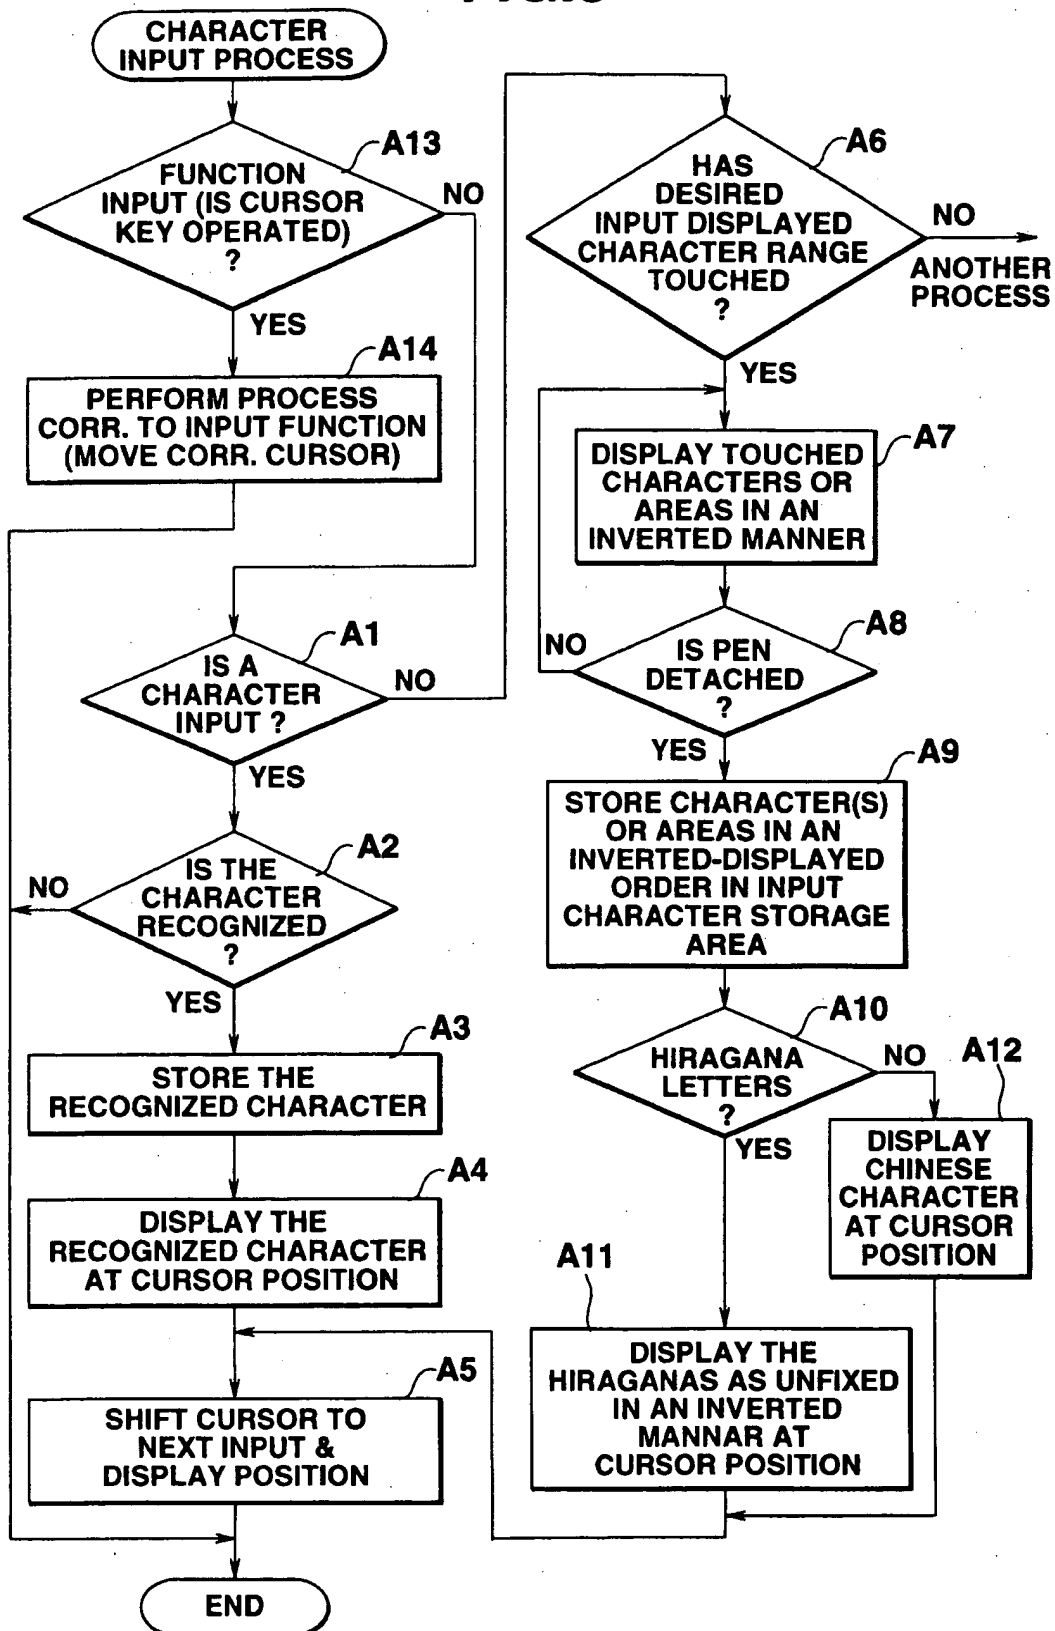 CHARACTER
INPUT PROCESS
A13
FUNCTION
INPUT (IS CURSOR
KEY OPERATED)
?
NO
YES
A14
PERFORM PROCESS
CORR. TO INPUT FUNCTION
(MOVE CORR. CURSOR)
A1
IS A
CHARACTER
INPUT ?
NO
YES
A2
IS THE
CHARACTER
RECOGNIZED
?
NO
YES
A3
STORE THE
RECOGNIZED CHARACTER
A4
DISPLAY THE
RECOGNIZED CHARACTER
AT CURSOR POSITION
A5
SHIFT CURSOR TO
NEXT INPUT &
DISPLAY POSITION
END
A6
HAS
DESIRED
INPUT DISPLAYED
CHARACTER RANGE
TOUCHED
?
NO
ANOTHER
PROCESS
YES
A7
DISPLAY TOUCHED
CHARACTERS OR
AREAS IN AN
INVERTED MANNER
A8
IS PEN
DETACHED
?
NO
YES
A9
STORE CHARACTER(S)
OR AREAS IN AN
INVERTED-DISPLAYED
ORDER IN INPUT
CHARACTER STORAGE
AREA
A10
HIRAGANA
LETTERS
?
NO
YES
A12
DISPLAY
CHINESE
CHARACTER
AT CURSOR
POSITION
A11
DISPLAY THE
HIRAGANAS AS UNFIXED
IN AN INVERTED
MANNAR AT
CURSOR POSITION